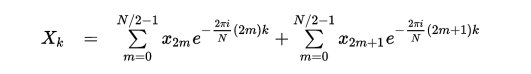 $$X_k = \sum_{m=0}^{N/2-1} x_{2m} e^{-\frac{2\pi i}{N}(2m)k} + \sum_{m=0}^{N/2-1} x_{2m+1} e^{-\frac{2\pi i}{N}(2m+1)k}$$